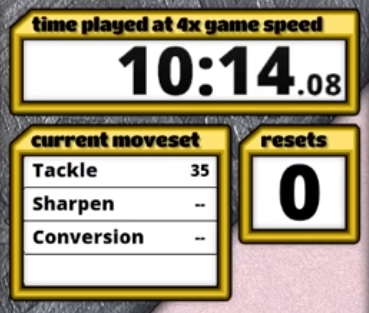 time played at 4x game speed
10:14.08
current moveset
Tackle 35
Sharpen --
Conversion --
resets
0